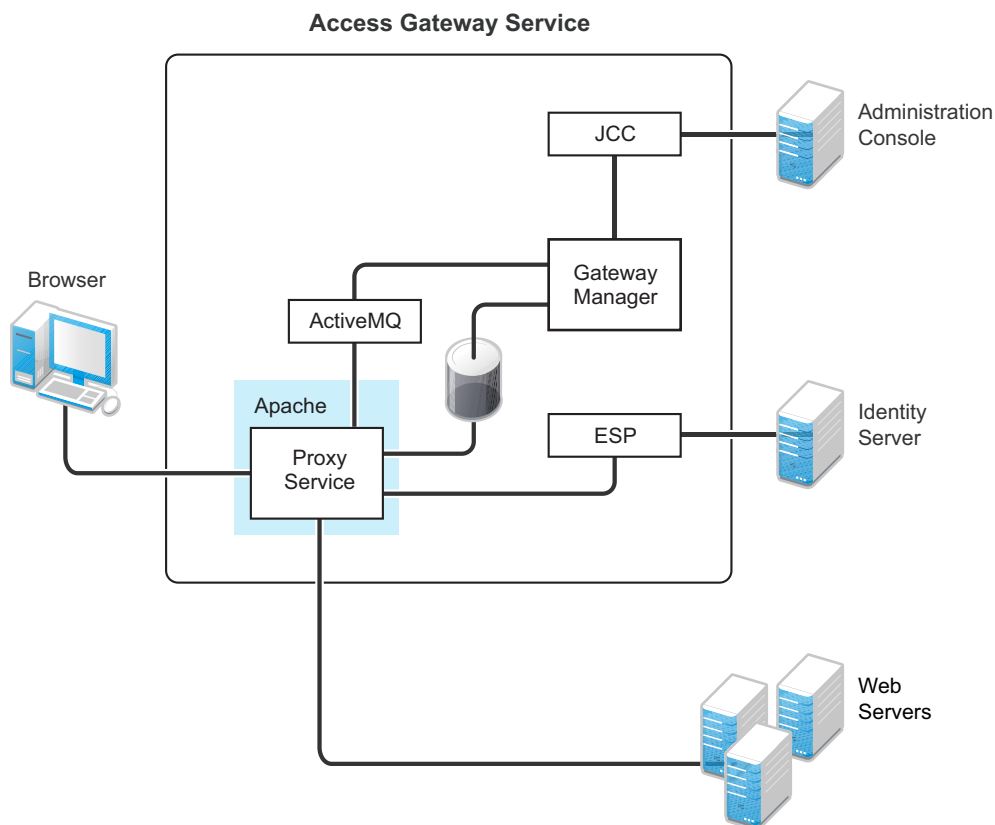 Access Gateway Service
JCC
Administration
Console
Gateway
Manager
Browser
ActiveMQ
Apache
Proxy
Service
ESP
Identity
Server
Web
Servers